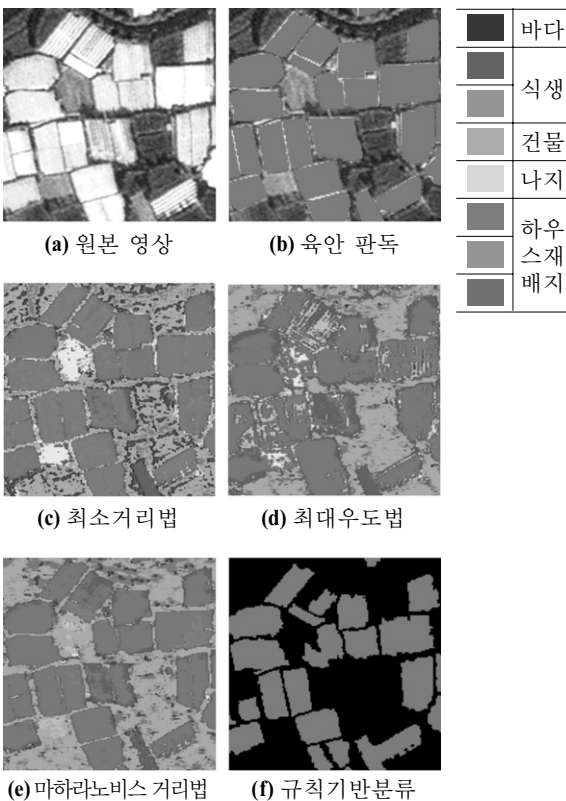 바다
식생
건물
나지
하우
스재
배지
(a) 원본 영상
(b) 육안 판독
(c) 최소거리법
(d) 최대우도법
(e) 마하라노비스 거리법
(f) 규칙기반분류